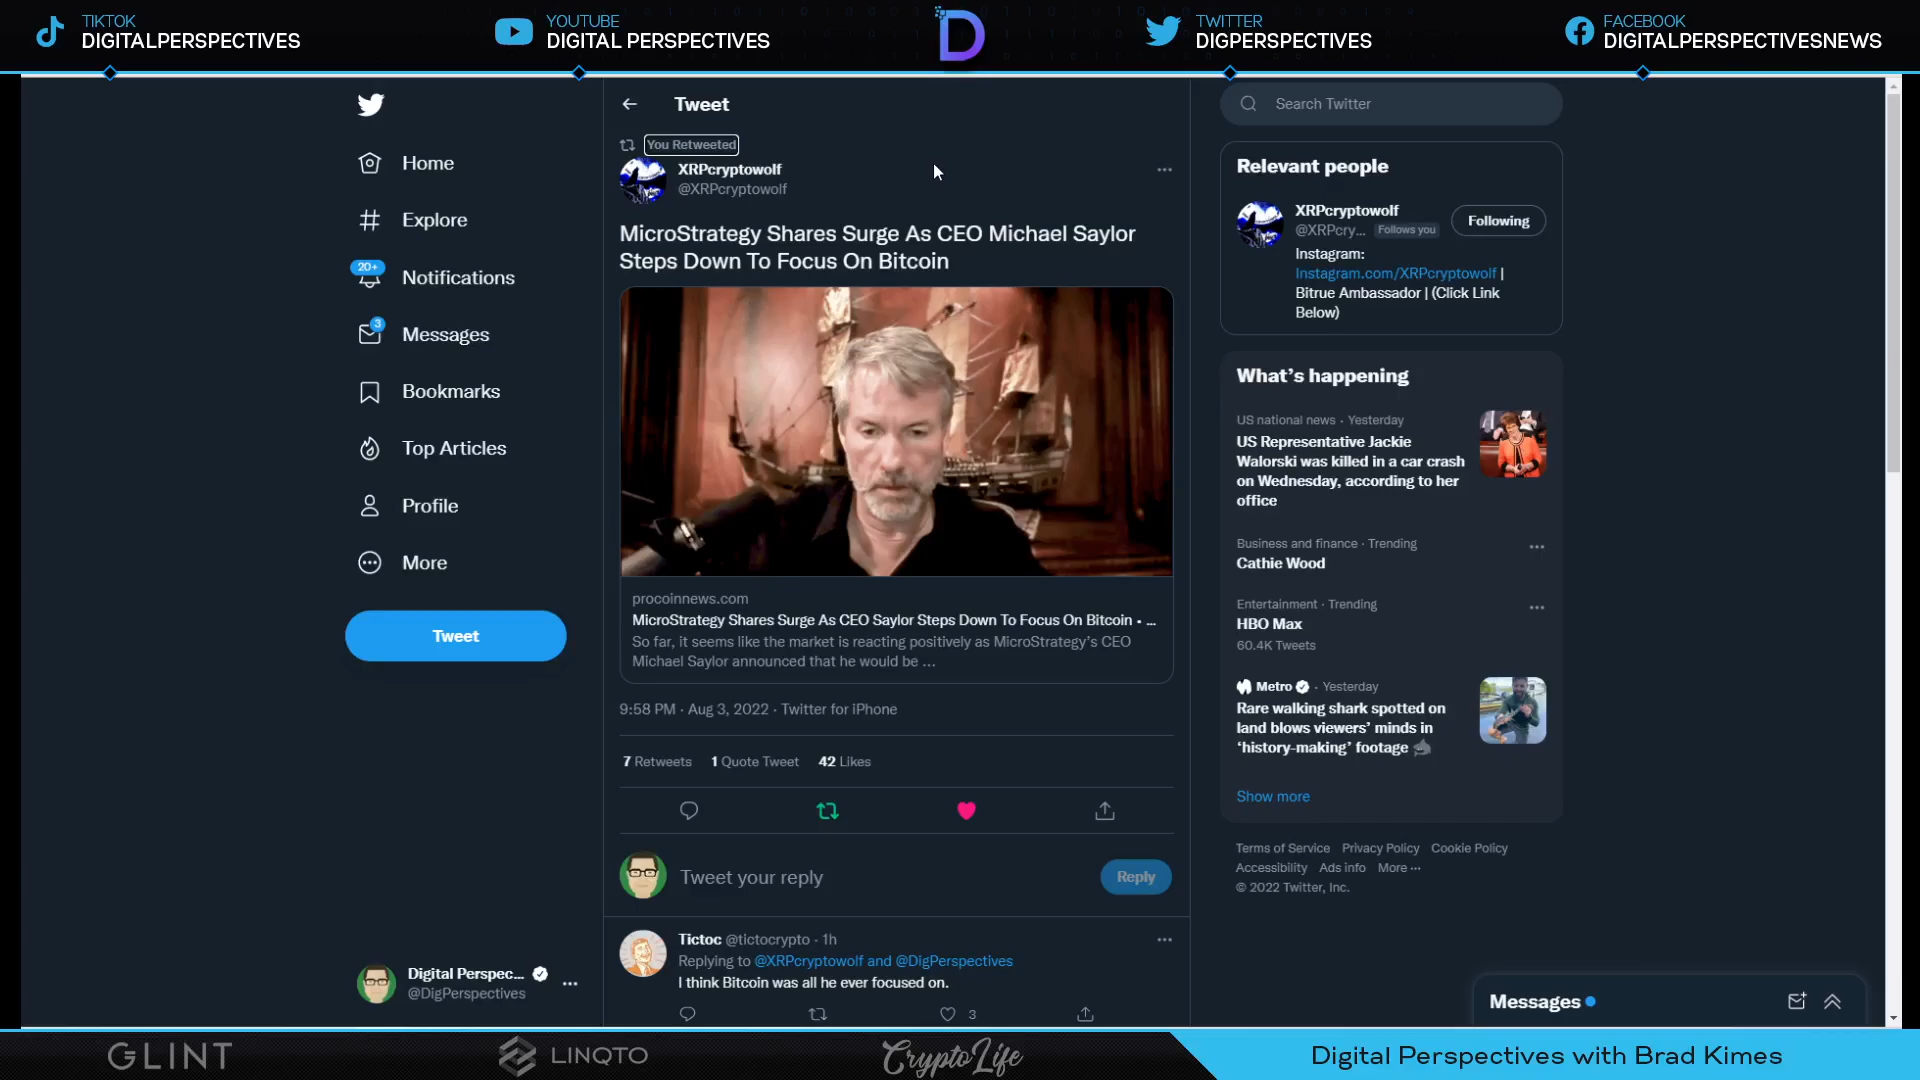 TIKTOK
DIGITALPERSPECTIVES
YOUTUBE
DIGITAL PERSPECTIVES
D
TWITTER
DIGPERSPECTIVES
FACEBOOK
DIGITALPERSPECTIVESNEWS
Home
Explore
20+
Notifications
3
Messages
Bookmarks
Top Articles
Profile
More
Tweet
Digital Perspec...
@DigPerspectives
Tweet
You Retweeted
XRPcryptowolf
@XRPcryptowolf
MicroStrategy Shares Surge As CEO Michael Saylor
Steps Down To Focus On Bitcoin
procoinnews.com
MicroStrategy Shares Surge As CEO Saylor Steps Down To Focus On Bitcoin • ...
So far, it seems like the market is reacting positively as MicroStrategy's CEO
Michael Saylor announced that he would be ...
9:58 PM · Aug 3, 2022 · Twitter for iPhone
7 Retweets 1 Quote Tweet 42 Likes
Tweet your reply
Reply
Tictoc @tictocrypto · 1h
Replying to @XRPcryptowolf and @DigPerspectives
I think Bitcoin was all he ever focused on.
3
Search Twitter
Relevant people
XRPcryptowolf
@XRPcry... Follows you
Following
Instagram:
Instagram.com/XRPcryptowolf |
Bitrue Ambassador | (Click Link
Below)
What's happening
US national news · Yesterday
US Representative Jackie
Walorski was killed in a car crash
on Wednesday, according to her
office
Business and finance · Trending
Cathie Wood
Entertainment · Trending
HBO Max
60.4K Tweets
Metro · Yesterday
Rare walking shark spotted on
land blows viewers' minds in
'history-making' footage
Show more
Terms of Service Privacy Policy Cookie Policy
Accessibility Ads info More ...
© 2022 Twitter, Inc.
Messages
GLINT
LINQTO
CryptoLife
Digital Perspectives with Brad Kimes